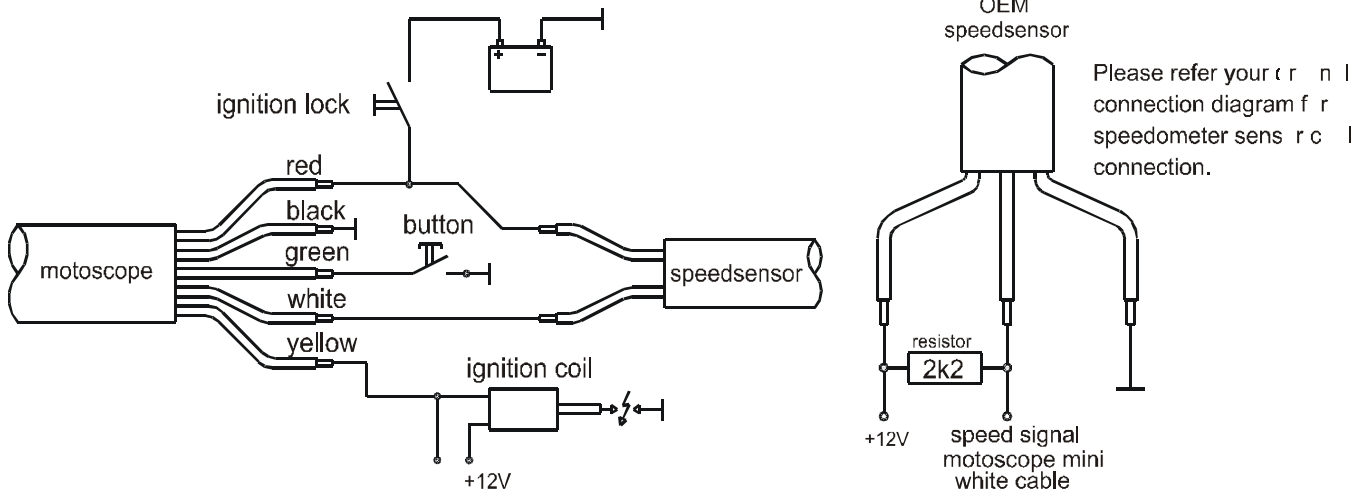 ignition lock
+ -
red
black
green
white
yellow
button
motoscope
speedsensor
ignition coil
+12V
OEM
speedsensor
Please refer your
connection diagram
speedometer
connection.
resistor
2k2
+12V
speed signal
motoscope mini
white cable